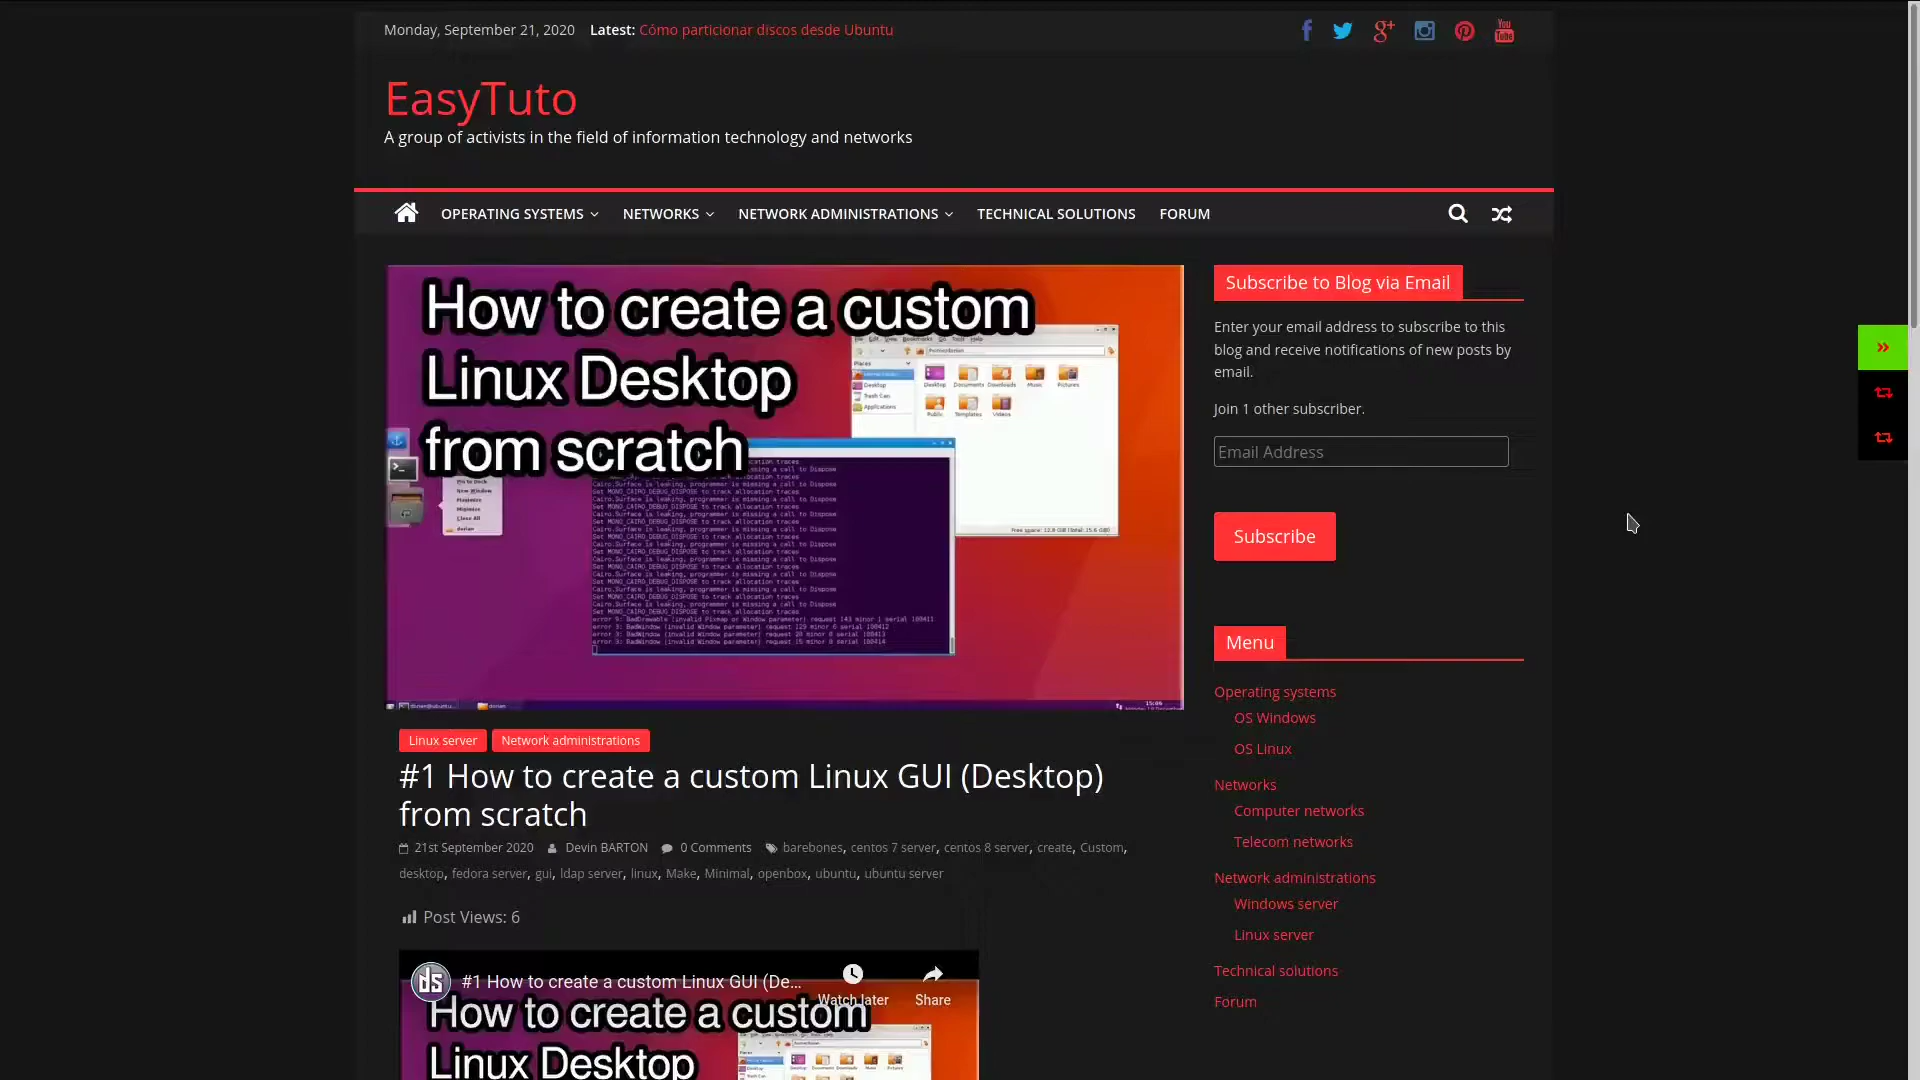 Monday, September 21, 2020 Latest: Cómo particionar discos desde Ubuntu
EasyTuto
A group of activists in the field of information technology and networks
OPERATING SYSTEMS NETWORKS NETWORK ADMINISTRATIONS TECHNICAL SOLUTIONS FORUM
How to create a custom
Linux Desktop
from scratch
Subscribe to Blog via Email
Enter your email address to subscribe to this
blog and receive notifications of new posts by
email.
Join 1 other subscriber.
Email Address
Subscribe
Menu
Operating systems
OS Windows
OS Linux
Networks
Computer networks
Telecom networks
Network administrations
Windows server
Linux server
Technical solutions
Forum
Linux server Network administrations
#1 How to create a custom Linux GUI (Desktop)
from scratch
21st September 2020 Devin BARTON 0 Comments barebones, centos 7 server, centos 8 server, create, Custom,
desktop, fedora server, gui, ldap server, linux, Make, Minimal, openbox, ubuntu, ubuntu server
Post Views: 6
ds #1 How to create a custom Linux GUI (De...
Watch later Share
How to create a custom
Linux Desktop